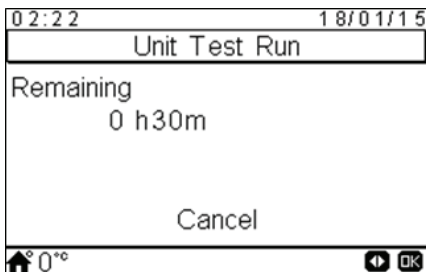 02:22 18/01/15
Unit Test Run
Remaining
0 h30m
Cancel
0°c OK